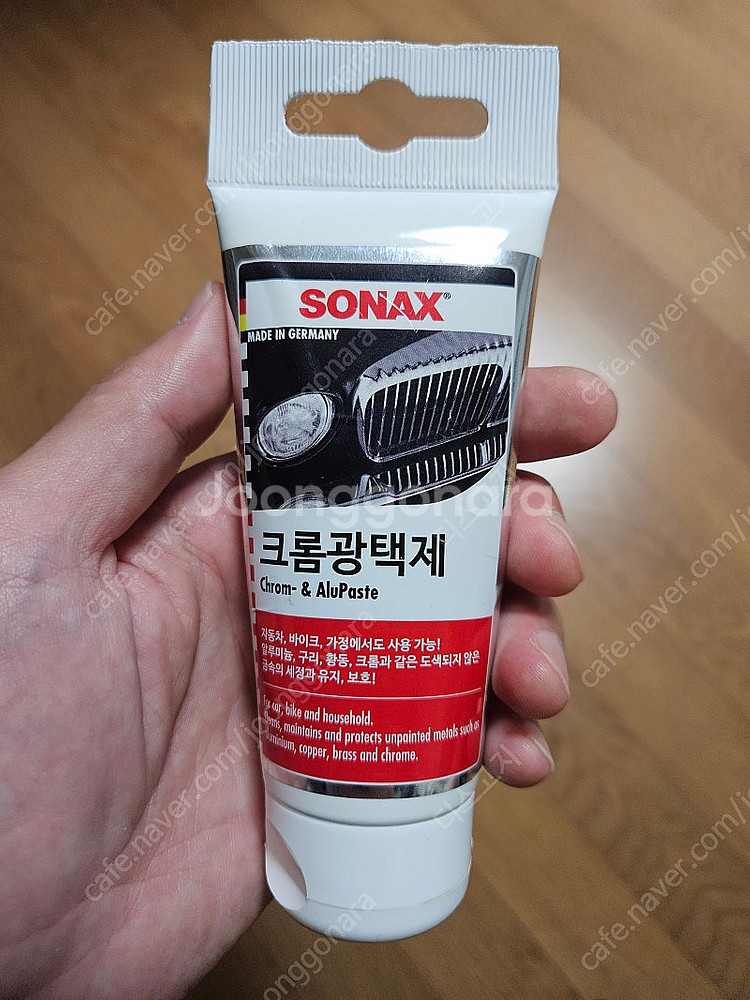 SONAX®
MADE IN GERMANY
Joonggonara
크롬광택제
Chrom- & AluPaste
자동차, 바이크, 가정에서도 사용 가능!
알루미늄, 구리, 황동, 크롬과 같은 도색되지 않은
금속의 세정과 유지, 보호!
car, bike and household.
maintains and protects unpainted metals such as
copper, brass and chrome.
cafe.naver.com/joonggonara